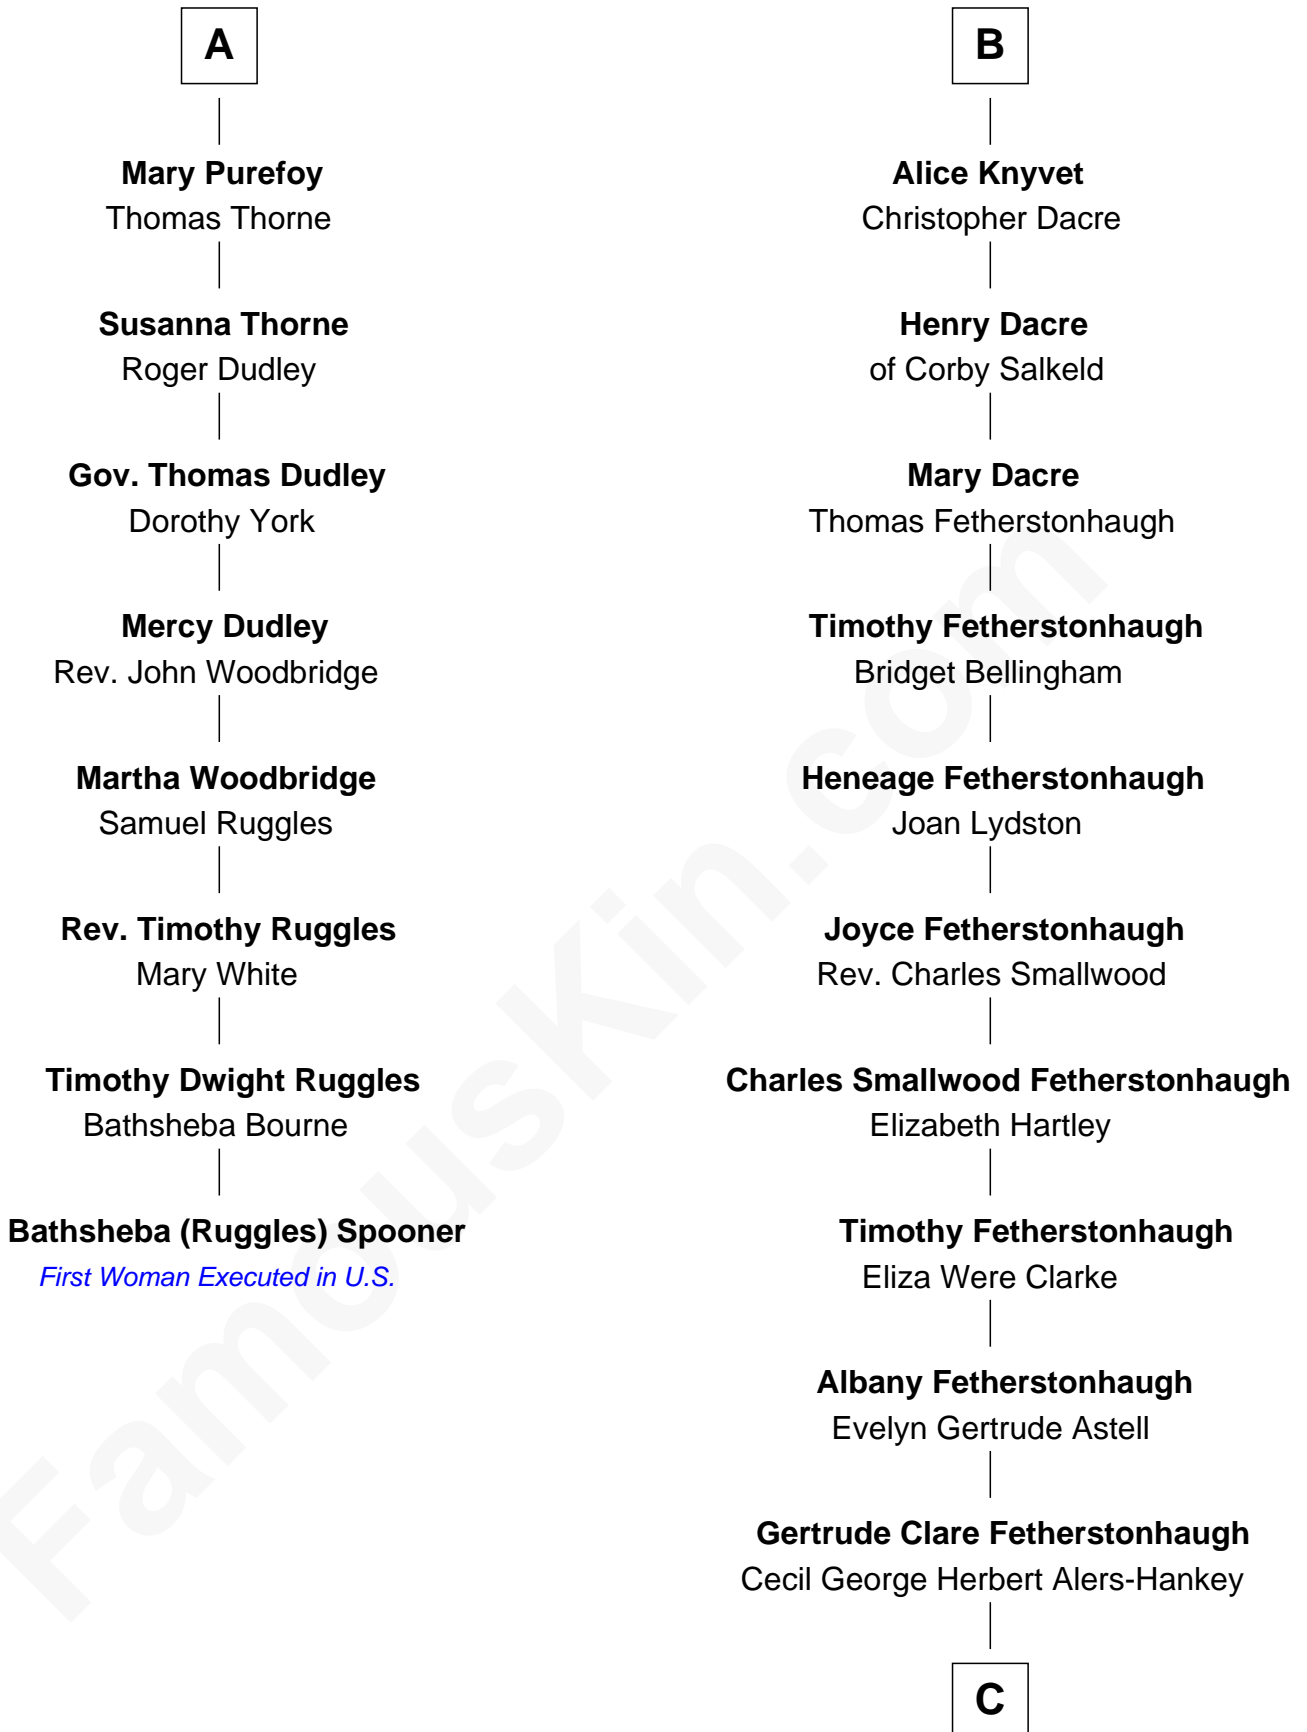 A
Mary Purefoy
Thomas Thorne
Susanna Thorne
Roger Dudley
Gov. Thomas Dudley
Dorothy York
Mercy Dudley
Rev. John Woodbridge
Martha Woodbridge
Samuel Ruggles
Rev. Timothy Ruggles
Mary White
Timothy Dwight Ruggles
Bathsheba Bourne
Bathsheba (Ruggles) Spooner
First Woman Executed in U.S.
B
Alice Knyvet
Christopher Dacre
Henry Dacre
of Corby Salkeld
Mary Dacre
Thomas Fetherstonhaugh
Timothy Fetherstonhaugh
Bridget Bellingham
Heneage Fetherstonhaugh
Joan Lydston
Joyce Fetherstonhaugh
Rev. Charles Smallwood
Charles Smallwood Fetherstonhaugh
Elizabeth Hartley
Timothy Fetherstonhaugh
Eliza Were Clarke
Albany Fetherstonhaugh
Evelyn Gertrude Astell
Gertrude Clare Fetherstonhaugh
Cecil George Herbert Alers-Hankey
C
FamousKin.com